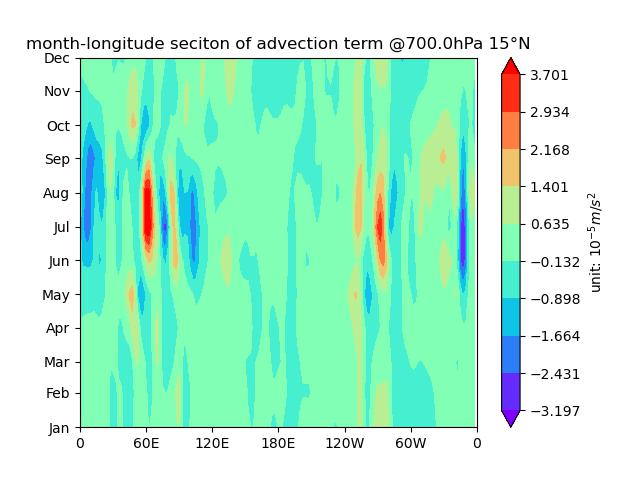 month-longitude seciton of advection term @700.0hPa 15°N
Dec
Nov
Oct
Sep
Aug
Jul
Jun
May
Apr
Mar
Feb
Jan
0 60E 120E 180E 120W 60W 0
3.701
2.934
2.168
1.401
0.635
−0.132
−0.898
−1.664
−2.431
−3.197
unit: 10⁻⁵m/s²